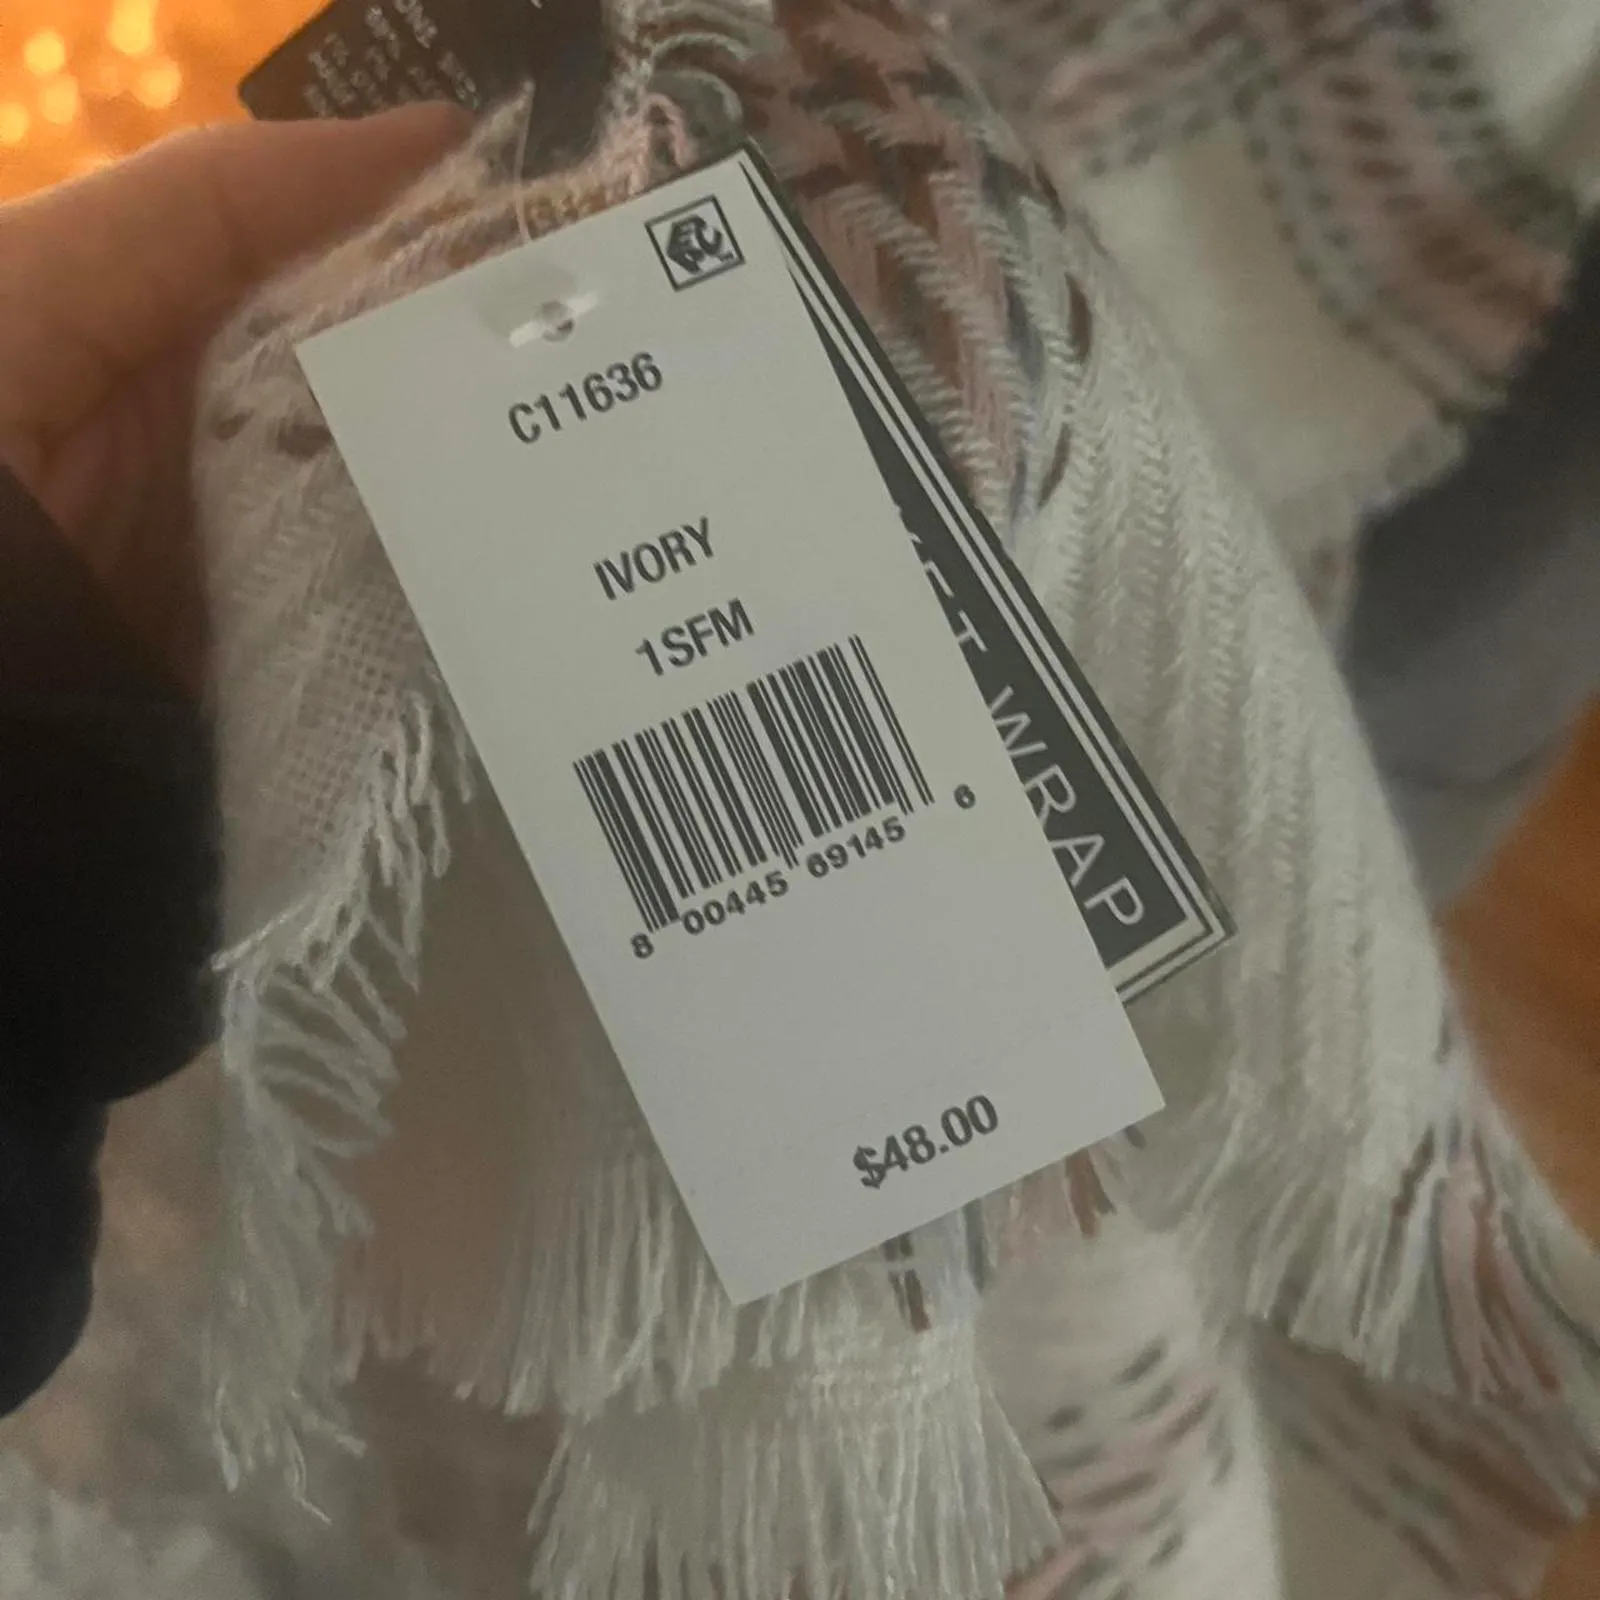 C11636
IVORY
1SFM
8 00445 69145 6
$48.00
WRAP